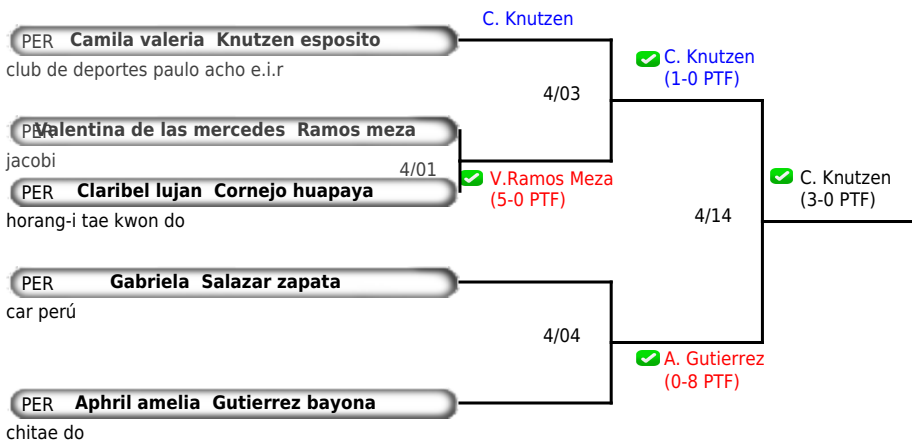 C. Knutzen
PER Camila valeria Knutzen esposito
club de deportes paulo acho e.i.r
C. Knutzen
(1-0 PTF)
4/03
PER Valentina de las mercedes Ramos meza
jacobi
4/01
V.Ramos Meza
(5-0 PTF)
PER Claribel lujan Cornejo huapaya
horang-i tae kwon do
C. Knutzen
(3-0 PTF)
4/14
PER Gabriela Salazar zapata
car perú
4/04
A. Gutierrez
(0-8 PTF)
PER Aphril amelia Gutierrez bayona
chitae do